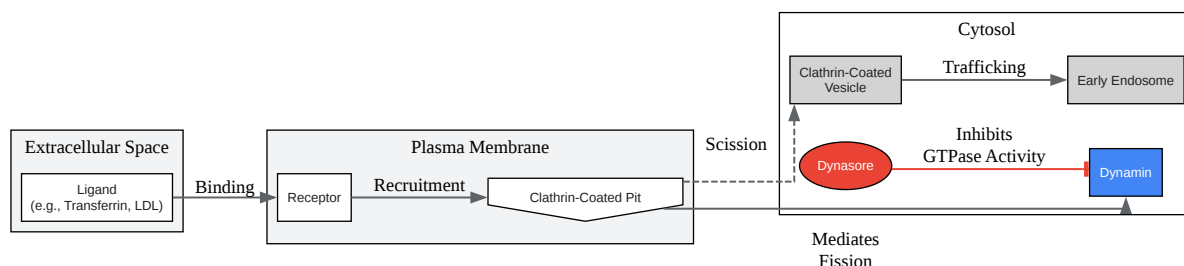 Extracellular Space
Ligand
(e.g., Transferrin, LDL)
Binding
Plasma Membrane
Receptor
Recruitment
Clathrin-Coated Pit
Scission
Cytosol
Clathrin-Coated
Vesicle
Trafficking
Early Endosome
Dynasore
Inhibits
GTPase Activity
Dynamin
Mediates
Fission